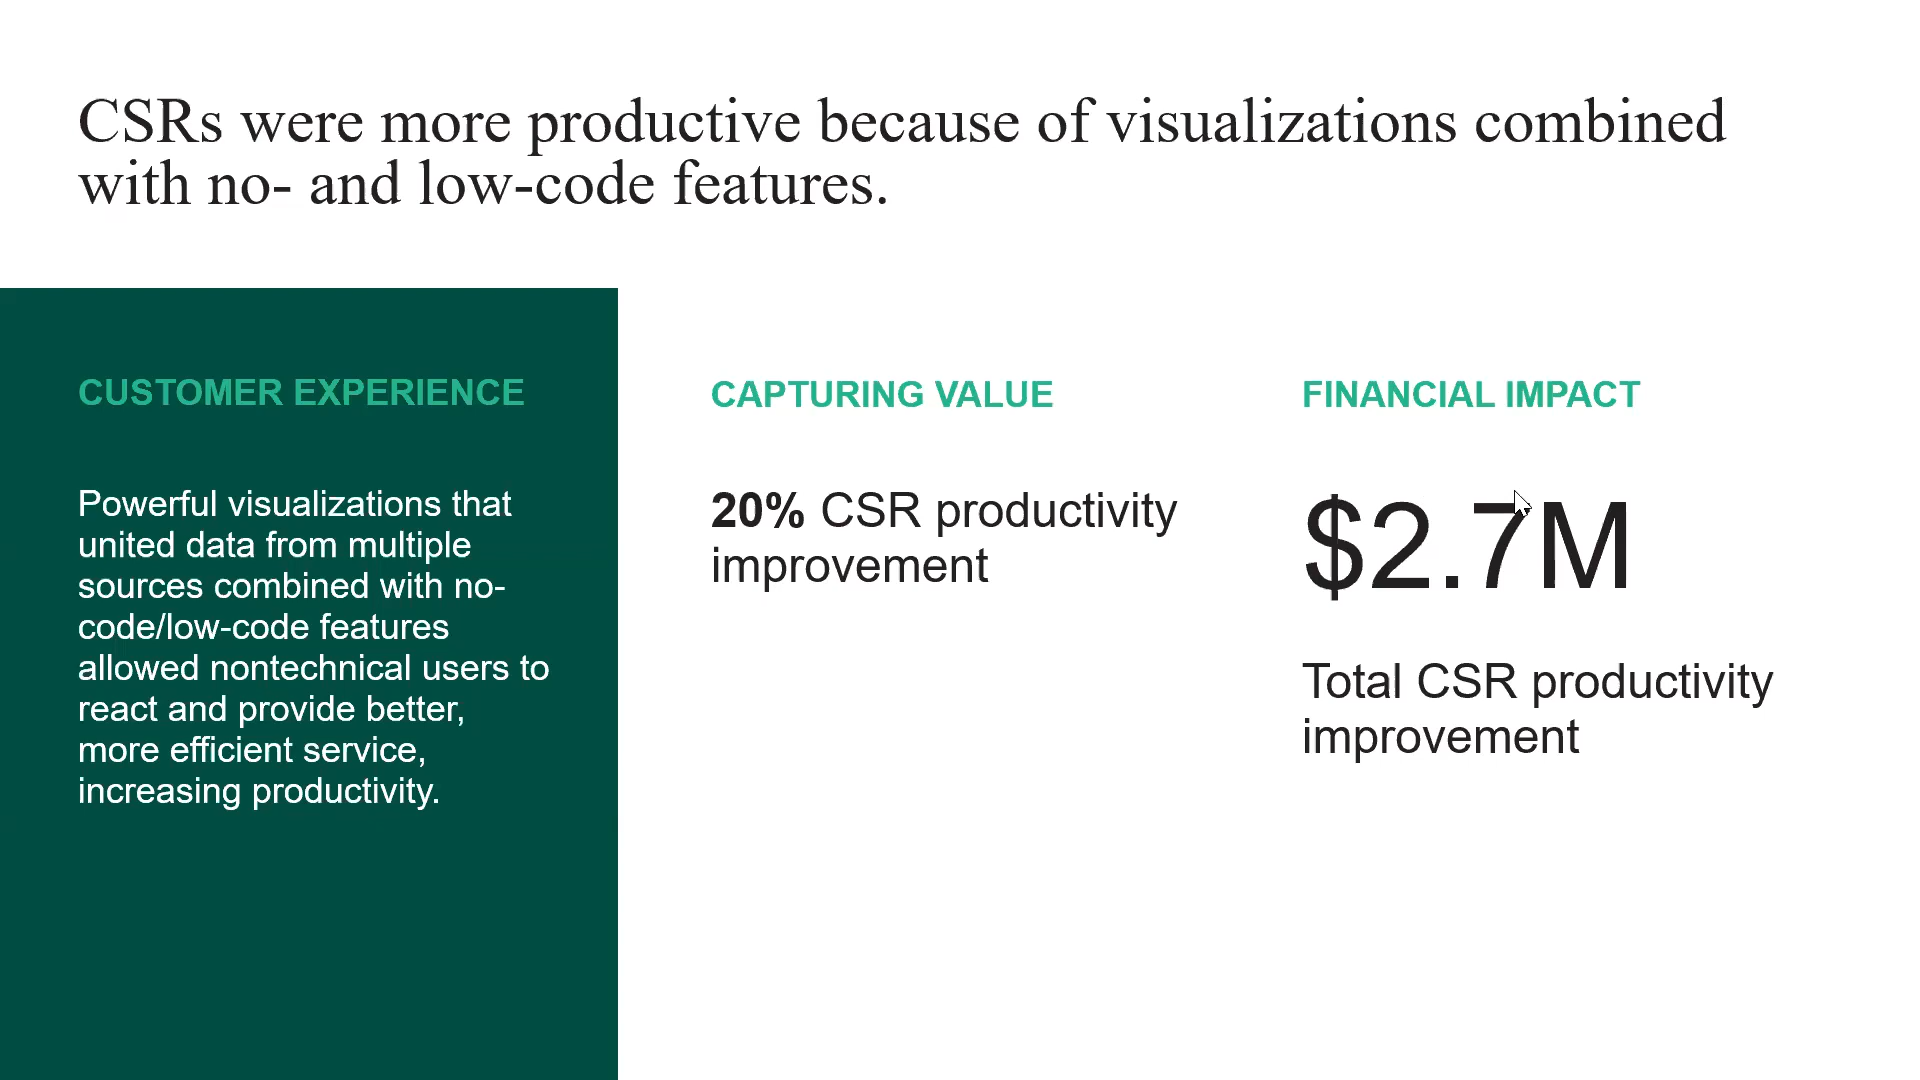 CSRs were more productive because of visualizations combined
with no- and low-code features.
CUSTOMER EXPERIENCE
Powerful visualizations that
united data from multiple
sources combined with no-
code/low-code features
allowed nontechnical users to
react and provide better,
more efficient service,
increasing productivity.
CAPTURING VALUE
20% CSR productivity
improvement
FINANCIAL IMPACT
$2.7M
Total CSR productivity
improvement